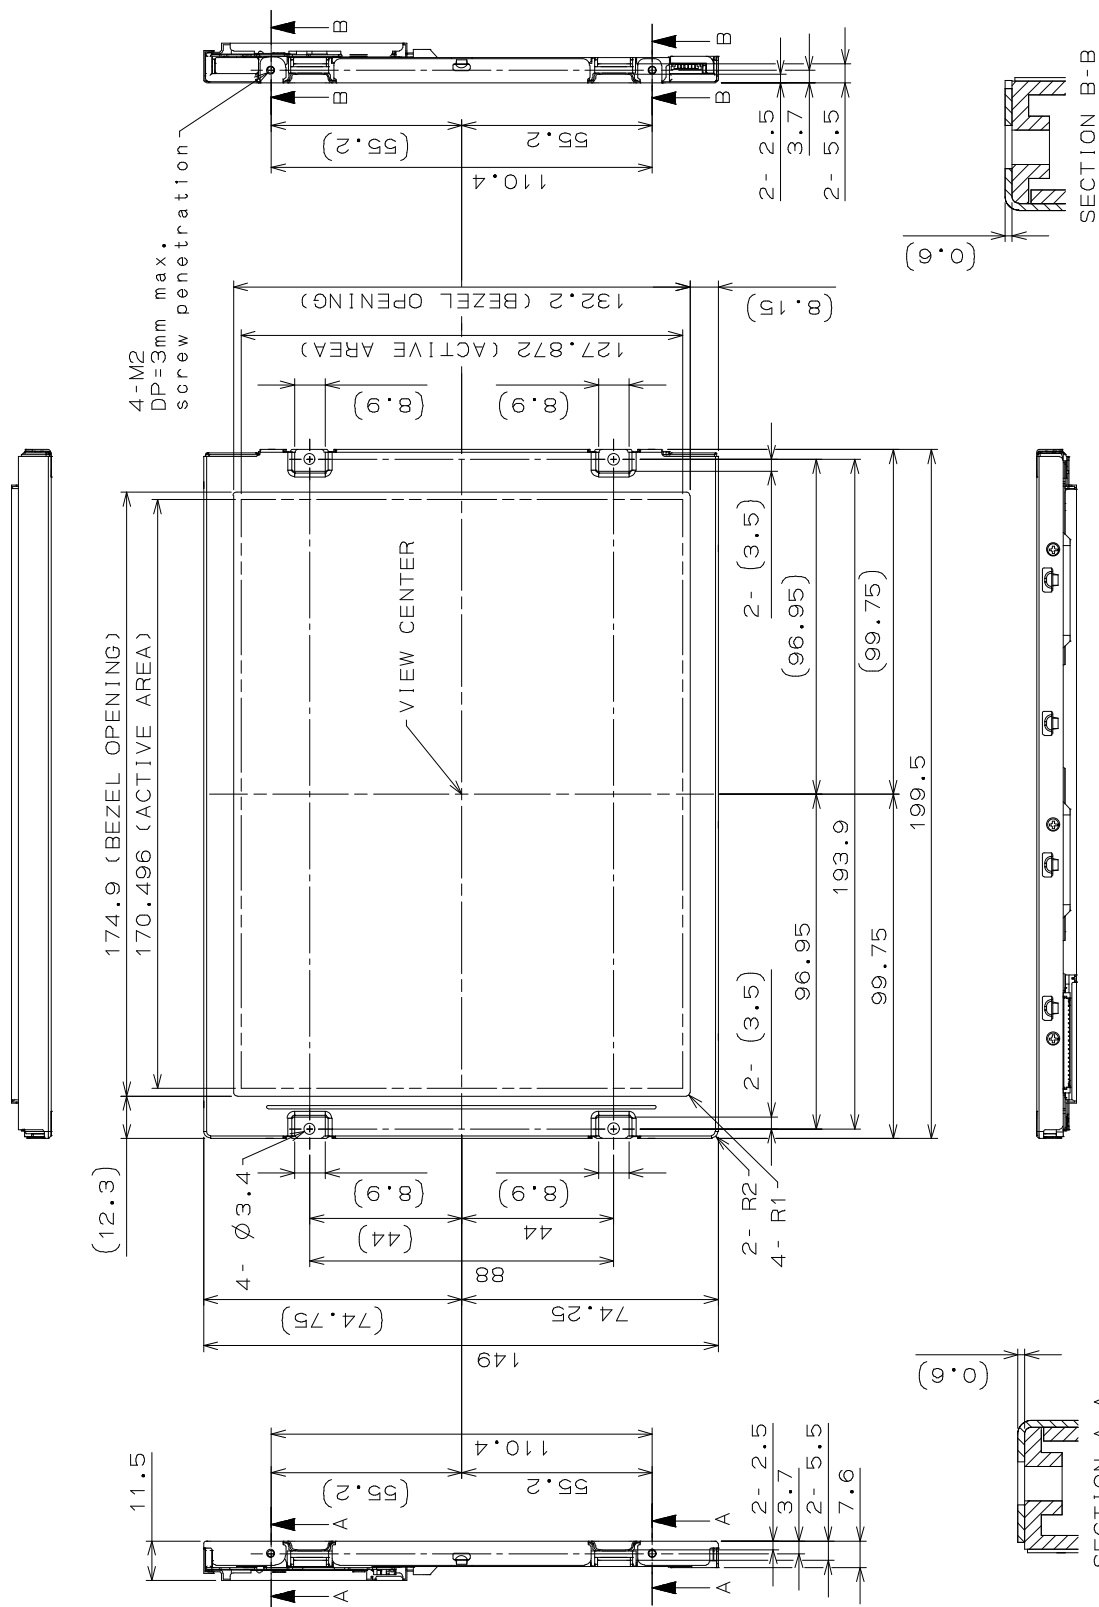 B
B
B
B
4-M2
DP=3mm max.
screw penetration
(55.2)
55.2
110.4
2- 2.5
3.7
2- 5.5
(0.6)
SECTION B-B
132.2 (BEZEL OPENING)
127.872 (ACTIVE AREA)
(8.15)
(8.9)
(8.9)
174.9 (BEZEL OPENING)
170.496 (ACTIVE AREA)
VIEW CENTER
2- (3.5)
(96.95)
(99.75)
193.9
199.5
2- (3.5)
96.95
99.75
(12.3)
4- Ø3.4
(8.9)
(8.9)
(44)
44
88
2- R2
4- R1
(74.75)
74.25
149
(0.6)
SECTION A-A
11.5
110.4
(55.2)
55.2
2- 2.5
3.7
2- 5.5
7.6
A
A
A
A